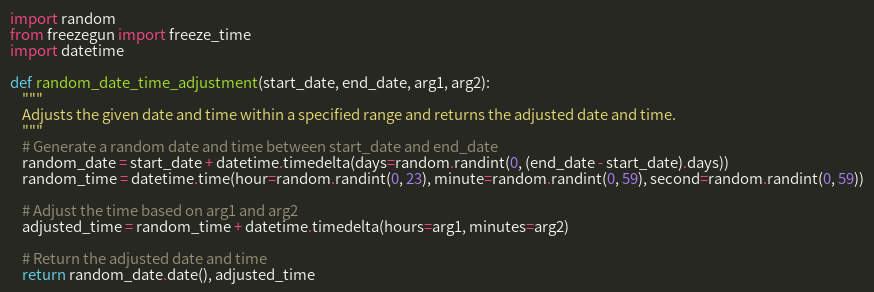 import random
from freezegun import freeze_time
import datetime
def random_date_time_adjustment(start_date, end_date, arg1, arg2):
"""
Adjusts the given date and time within a specified range and returns the adjusted date and time.
"""
# Generate a random date and time between start_date and end_date
random_date = start_date + datetime.timedelta(days=random.randint(0, (end_date - start_date).days))
random_time = datetime.time(hour=random.randint(0, 23), minute=random.randint(0, 59), second=random.randint(0, 59))
# Adjust the time based on arg1 and arg2
adjusted_time = random_time + datetime.timedelta(hours=arg1, minutes=arg2)
# Return the adjusted date and time
return random_date.date(), adjusted_time